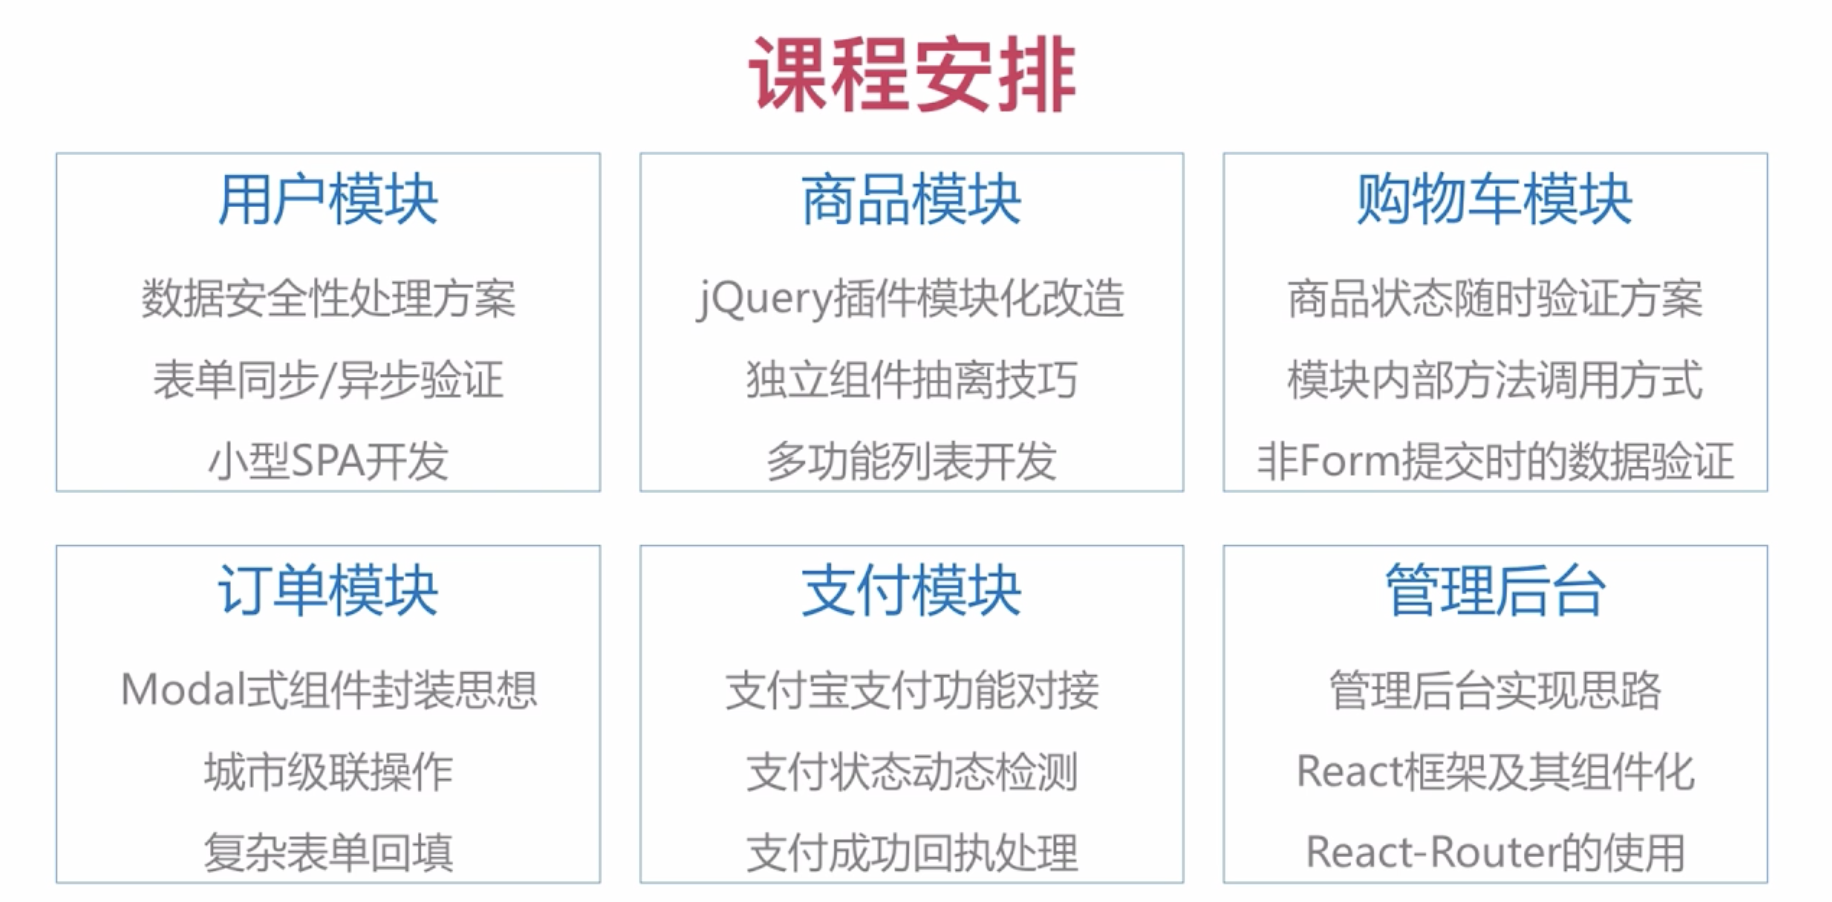 课程安排
用户模块
数据安全性处理方案
表单同步/异步验证
小型SPA开发
商品模块
jQuery插件模块化改造
独立组件抽离技巧
多功能列表开发
购物车模块
商品状态随时验证方案
模块内部方法调用方式
非Form提交时的数据验证
订单模块
Modal式组件封装思想
城市级联操作
复杂表单回填
支付模块
支付宝支付功能对接
支付状态动态检测
支付成功回执处理
管理后台
管理后台实现思路
React框架及其组件化
React-Router的使用